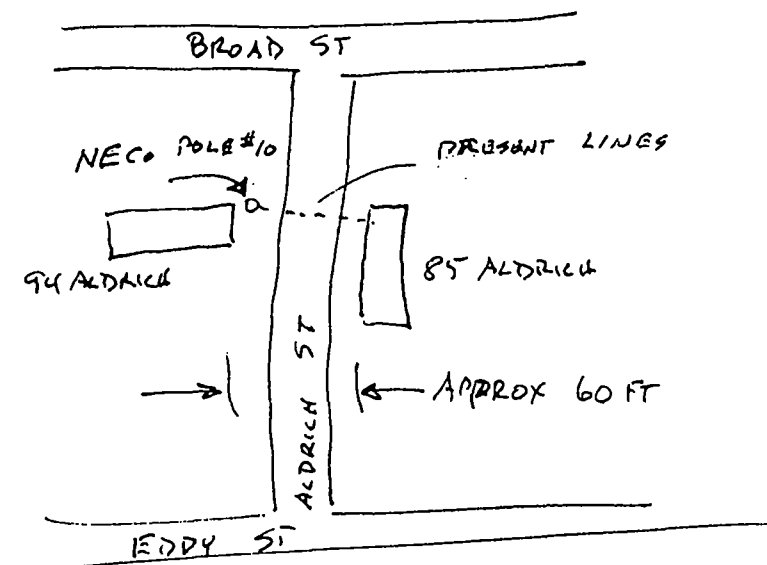 BROAD ST
NECO POLE #10
PRESENT LINES
94 ALDRICH
85 ALDRICH
ALDRICH ST
APPROX 60 FT
EDDY ST